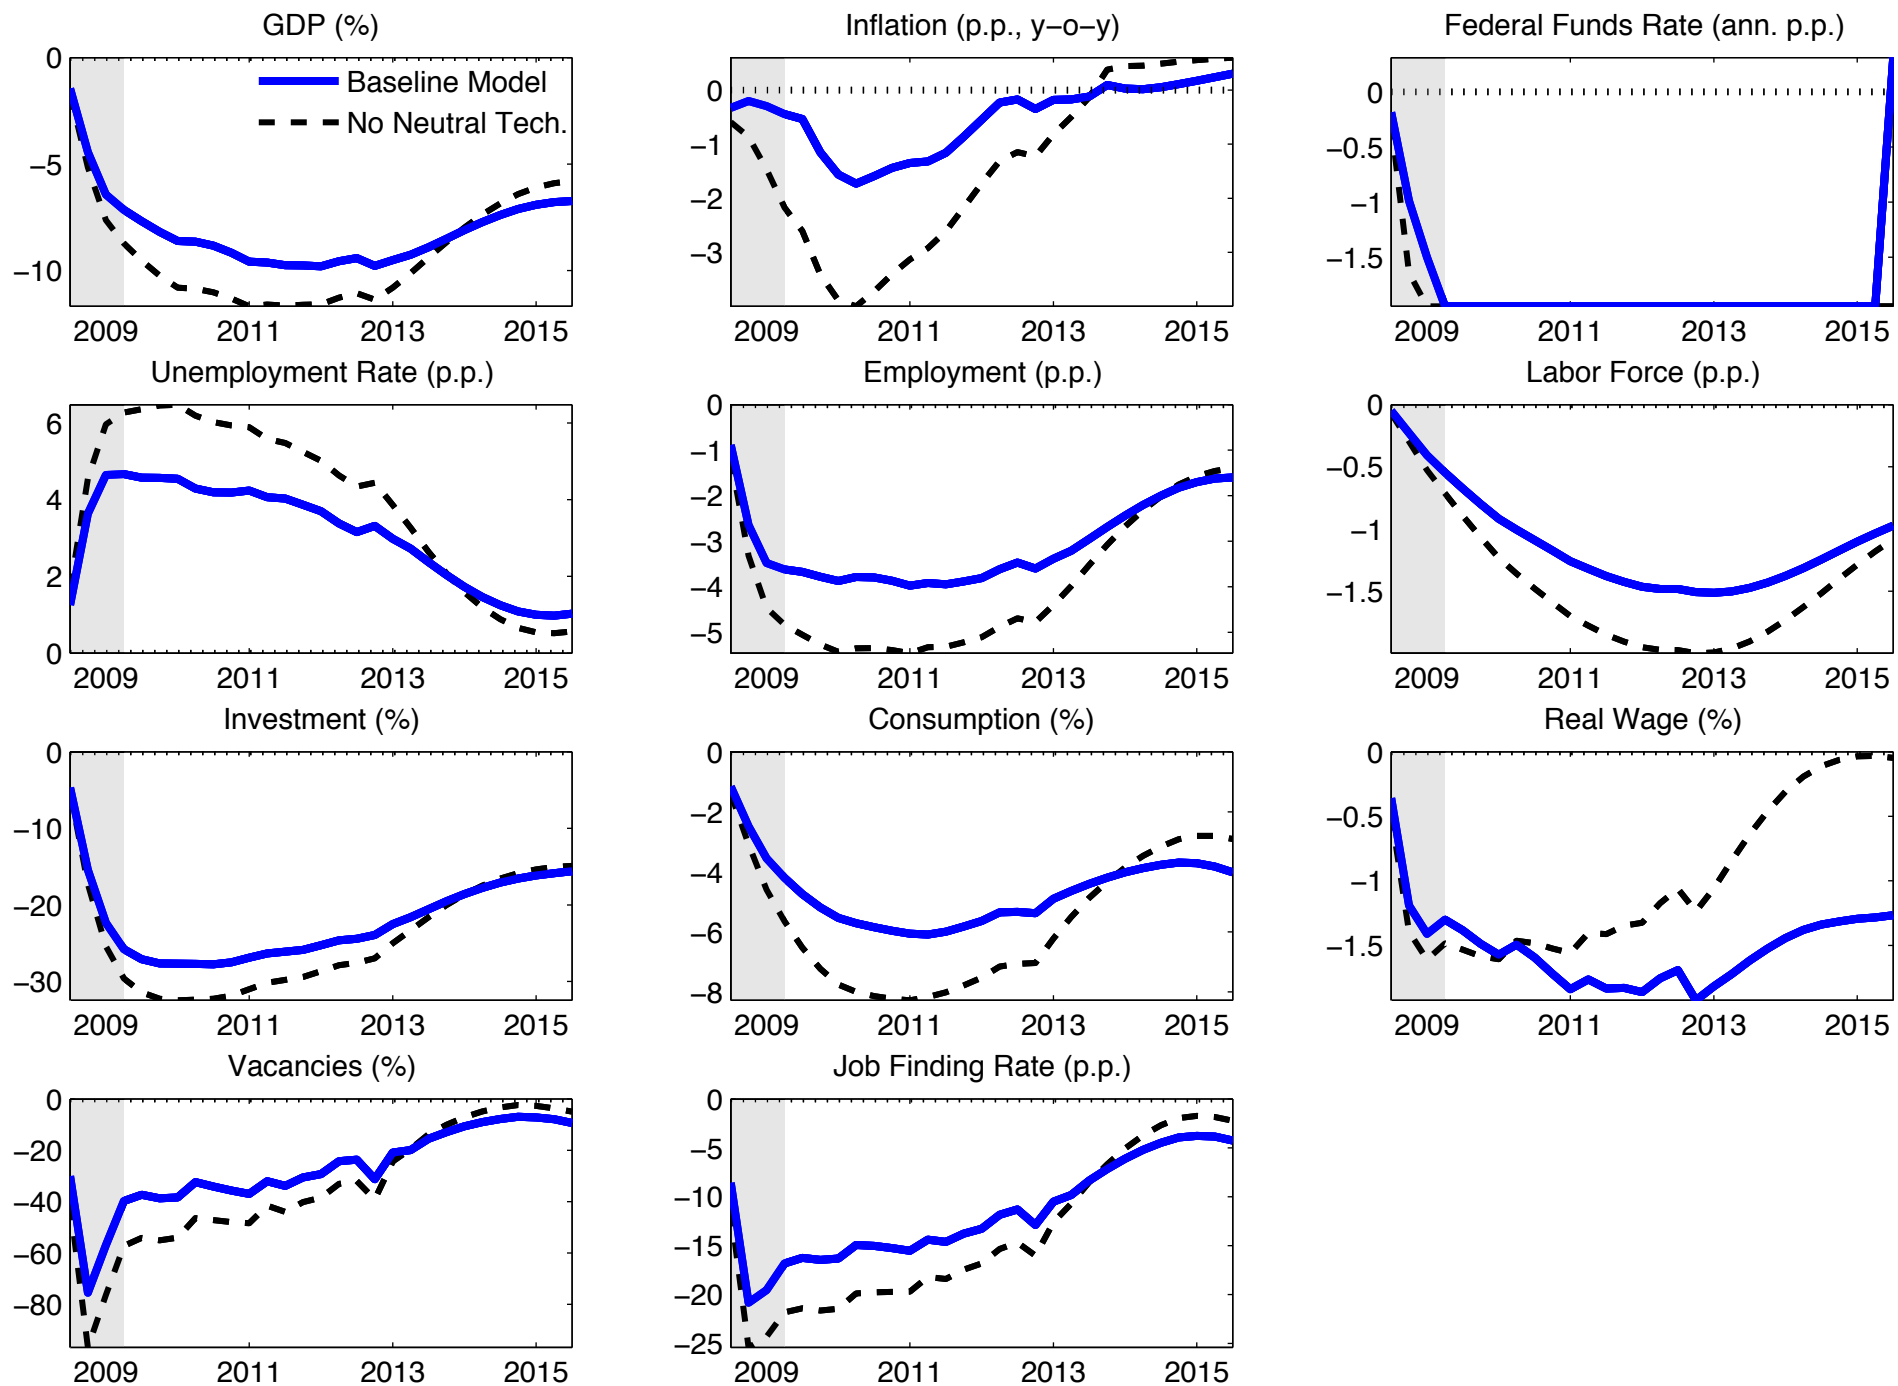 GDP (%)
Inflation (p.p., y−o−y)
Federal Funds Rate (ann. p.p.)
0
−5
−10
Baseline Model
No Neutral Tech.
2009 2011 2013 2015
0
−1
−2
−3
2009 2011 2013 2015
0
−0.5
−1
−1.5
2009 2011 2013 2015
Unemployment Rate (p.p.)
Employment (p.p.)
Labor Force (p.p.)
6
4
2
0
2009 2011 2013 2015
0
−1
−2
−3
−4
−5
2009 2011 2013 2015
0
−0.5
−1
−1.5
2009 2011 2013 2015
Investment (%)
Consumption (%)
Real Wage (%)
0
−10
−20
−30
2009 2011 2013 2015
0
−2
−4
−6
−8
2009 2011 2013 2015
0
−0.5
−1
−1.5
2009 2011 2013 2015
Vacancies (%)
Job Finding Rate (p.p.)
0
−20
−40
−60
−80
2009 2011 2013 2015
0
−5
−10
−15
−20
−25
2009 2011 2013 2015